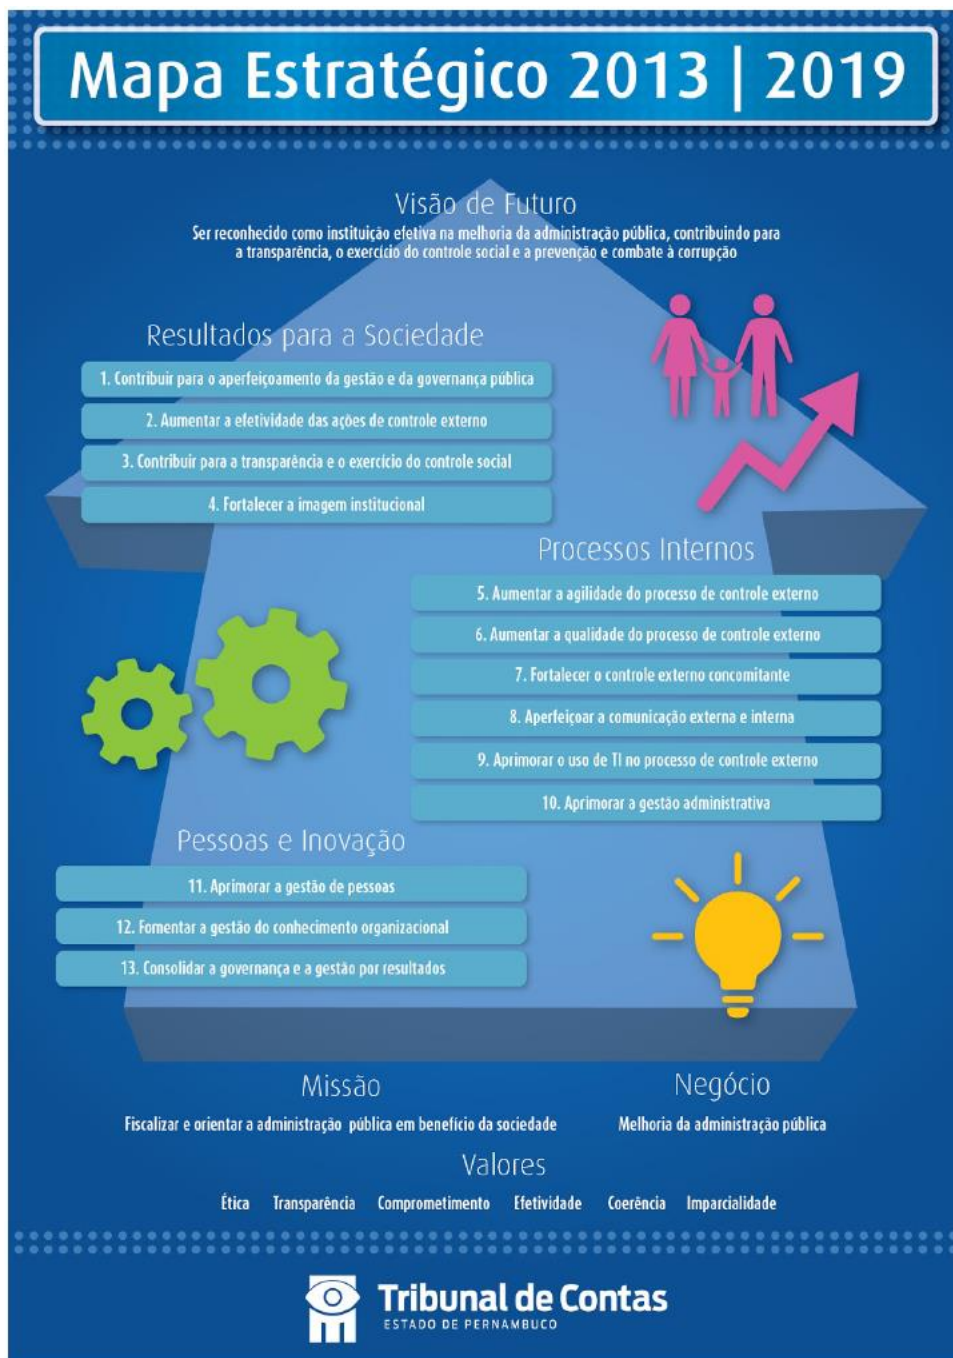 Mapa Estratégico 2013 | 2019
Visão de Futuro
Ser reconhecido como instituição efetiva na melhoria da administração pública, contribuindo para
a transparência, o exercício do controle social e a prevenção e combate à corrupção
Resultados para a Sociedade
1. Contribuir para o aperfeiçoamento da gestão e da governança pública
2. Aumentar a efetividade das ações de controle externo
3. Contribuir para a transparência e o exercício do controle social
4. Fortalecer a imagem institucional
Processos Internos
5. Aumentar a agilidade do processo de controle externo
6. Aumentar a qualidade do processo de controle externo
7. Fortalecer o controle externo concomitante
8. Aperfeiçoar a comunicação externa e interna
9. Aprimorar o uso de TI no processo de controle externo
10. Aprimorar a gestão administrativa
Pessoas e Inovação
11. Aprimorar a gestão de pessoas
12. Fomentar a gestão do conhecimento organizacional
13. Consolidar a governança e a gestão por resultados
Missão
Fiscalizar e orientar a administração pública em benefício da sociedade
Negócio
Melhoria da administração pública
Valores
Ética Transparência Comprometimento Efetividade Coerência Imparcialidade
Tribunal de Contas
ESTADO DE PERNAMBUCO